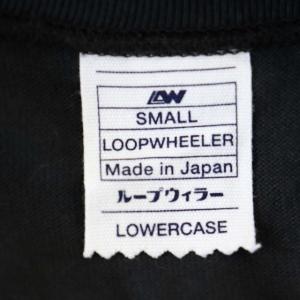 LW
SMALL
LOOPWHEELER
Made in Japan
ループウィラー
LOWERCASE